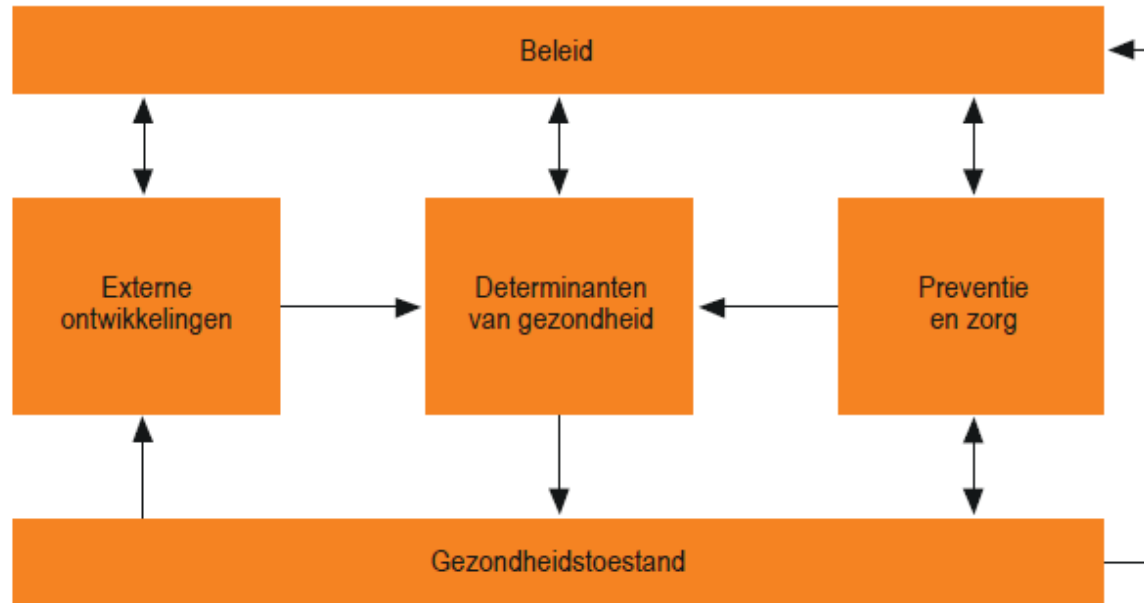 Beleid
Externe
ontwikkelingen
Determinanten
van gezondheid
Preventie
en zorg
Gezondheidstoestand